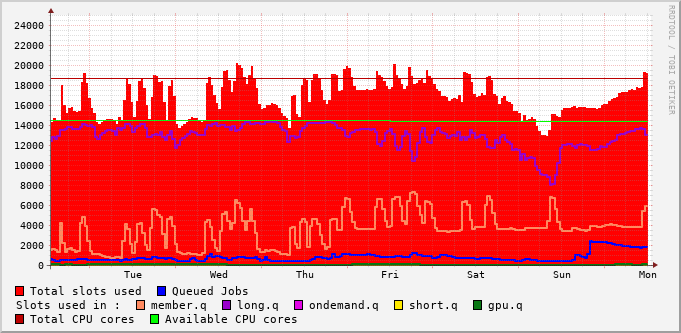 24000
22000
20000
18000
16000
14000
12000
10000
8000
6000
4000
2000
0
Tue Wed Thu Fri Sat Sun Mon
RRDTOOL / TOBI OETIKER
Total slots used Queued Jobs
Slots used in : member.q long.q ondemand.q short.q gpu.q
Total CPU cores Available CPU cores